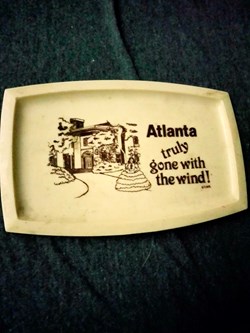 Atlanta
truly
gone with
the wind!